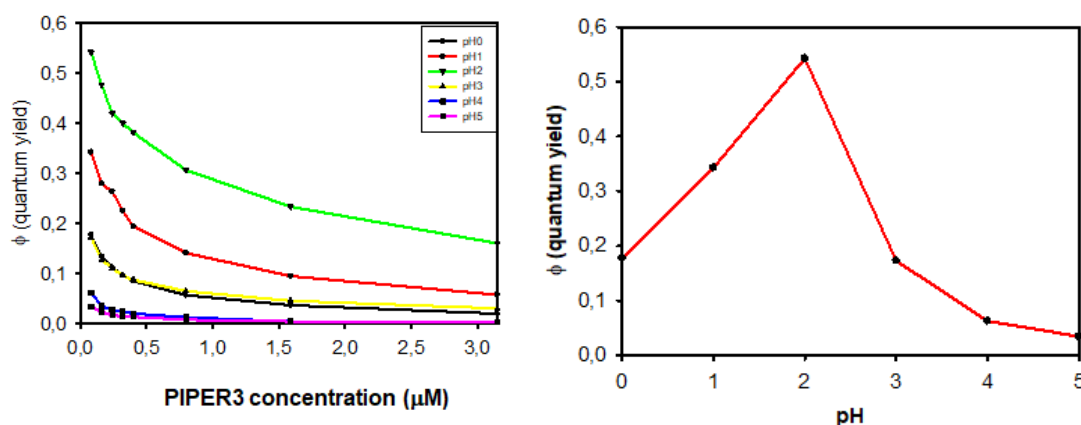 0,6
0,5
0,4
0,3
0,2
0,1
0,0
ϕ (quantum yield)
pH0
pH1
pH2
pH3
pH4
pH5
0,0 0,5 1,0 1,5 2,0 2,5 3,0
PIPER3 concentration (μM)
0,6
0,5
0,4
0,3
0,2
0,1
0,0
ϕ (quantum yield)
0 1 2 3 4 5
pH